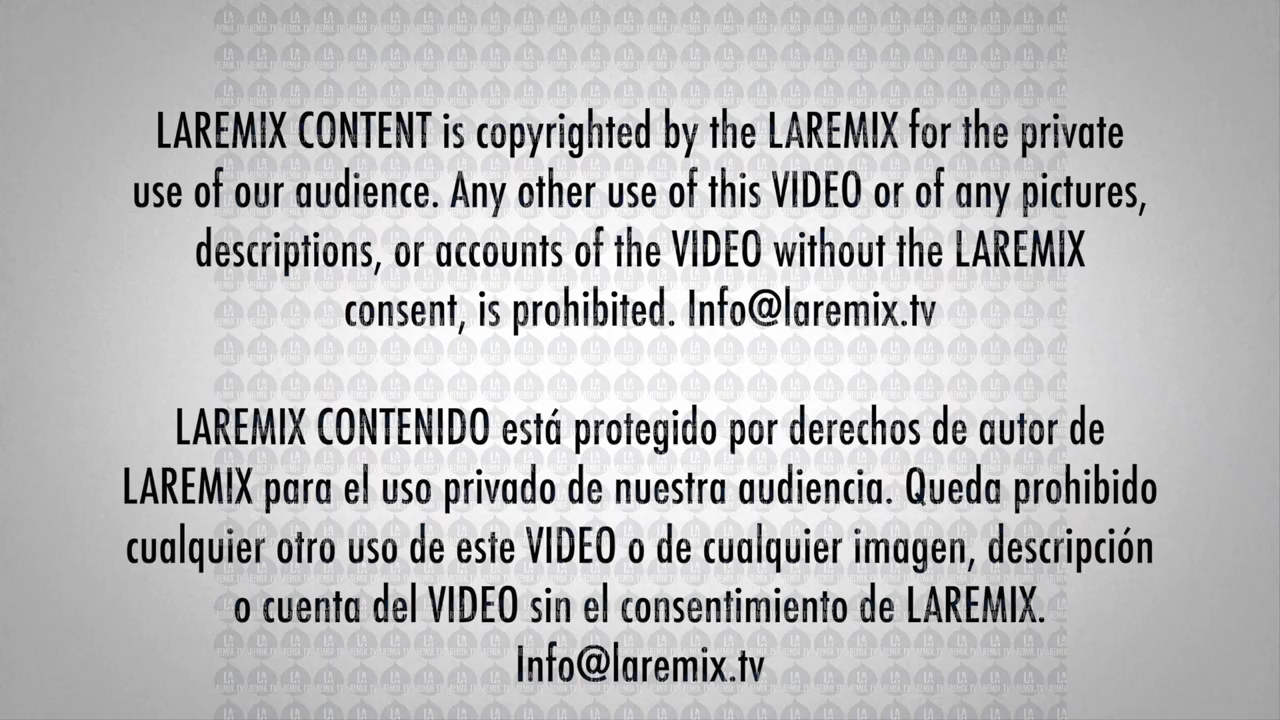 LAREMIX CONTENT is copyrighted by the LAREMIX for the private
use of our audience. Any other use of this VIDEO or of any pictures,
descriptions, or accounts of the VIDEO without the LAREMIX
consent, is prohibited. Info@laremix.tv
LAREMIX CONTENIDO está protegido por derechos de autor de
LAREMIX para el uso privado de nuestra audiencia. Queda prohibido
cualquier otro uso de este VIDEO o de cualquier imagen, descripción
o cuenta del VIDEO sin el consentimiento de LAREMIX.
Info@laremix.tv